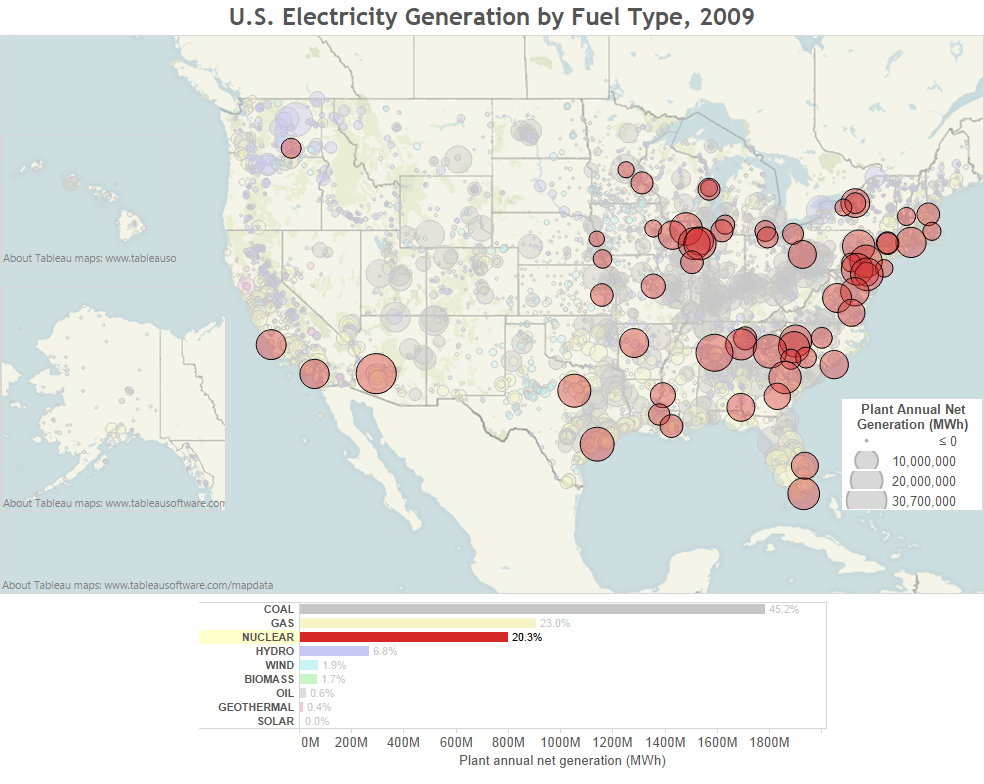 U.S. Electricity Generation by Fuel Type, 2009
About Tableau maps: www.tableauso
Plant Annual Net
Generation (MWh)
≤ 0
10,000,000
20,000,000
30,700,000
About Tableau maps: www.tableausoftware.com
About Tableau maps: www.tableausoftware.com/mapdata
COAL 45.2%
GAS 23.0%
NUCLEAR 20.3%
HYDRO 6.8%
WIND 1.9%
BIOMASS 1.7%
OIL 0.6%
GEOTHERMAL 0.4%
SOLAR 0.0%
0M 200M 400M 600M 800M 1000M 1200M 1400M 1600M 1800M
Plant annual net generation (MWh)